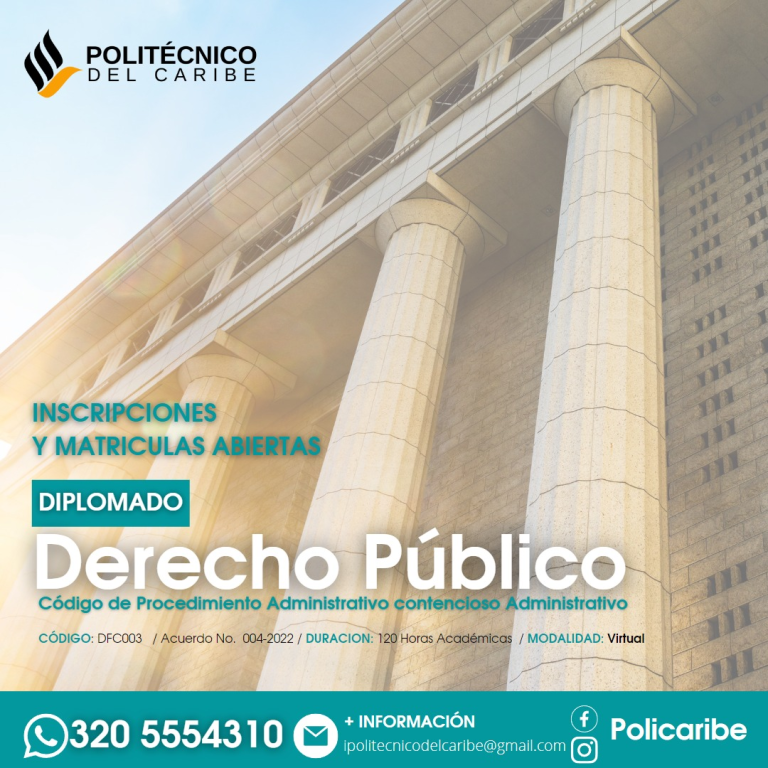 POLITÉCNICO
DEL CARIBE
INSCRIPCIONES
Y MATRICULAS ABIERTAS
DIPLOMADO
Derecho Público
Código de Procedimiento Administrativo contencioso Administrativo
CÓDIGO: DFC003 / Acuerdo No. 004-2022 / DURACION: 120 Horas Académicas / MODALIDAD: Virtual
320 5554310
+ INFORMACIÓN
ipolitecnicodelcaribe@gmail.com
Policaribe